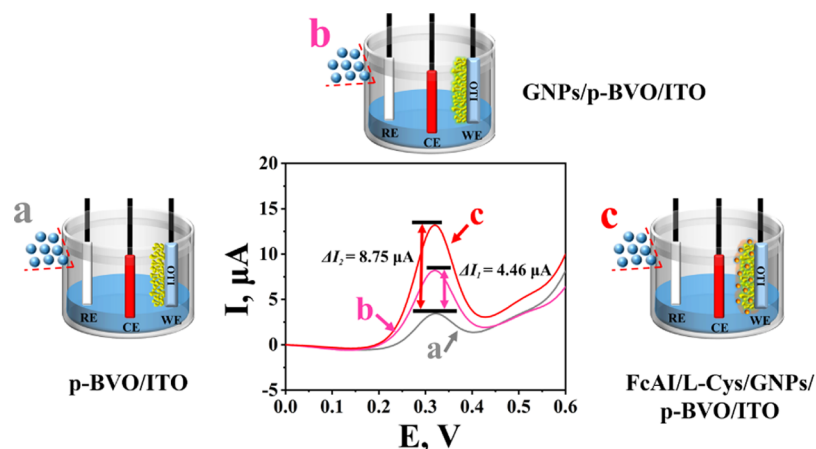 b
RE
CE
WE
ITO
GNPs/p-BVO/ITO
a
RE
CE
WE
ITO
p-BVO/ITO
I, μA
20
15
10
5
0
-5
c
ΔI₂ = 8.75 μA
ΔI₁ = 4.46 μA
b
a
0.0 0.1 0.2 0.3 0.4 0.5 0.6
E, V
c
RE
CE
WE
ITO
FcAI/L-Cys/GNPs/
p-BVO/ITO